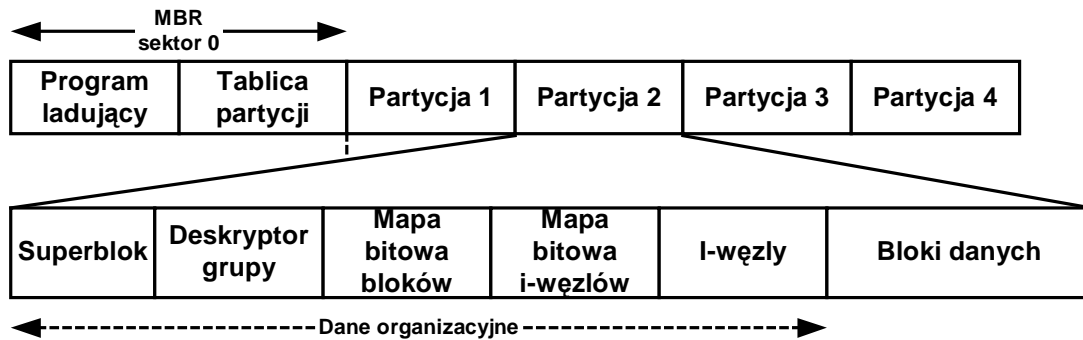 MBR
sektor 0
Program
ladujący
Tablica
partycji
Partycja 1
Partycja 2
Partycja 3
Partycja 4
Superblok
Deskryptor
grupy
Mapa
bitowa
bloków
Mapa
bitowa
i-węzlów
I-węzly
Bloki danych
Dane organizacyjne